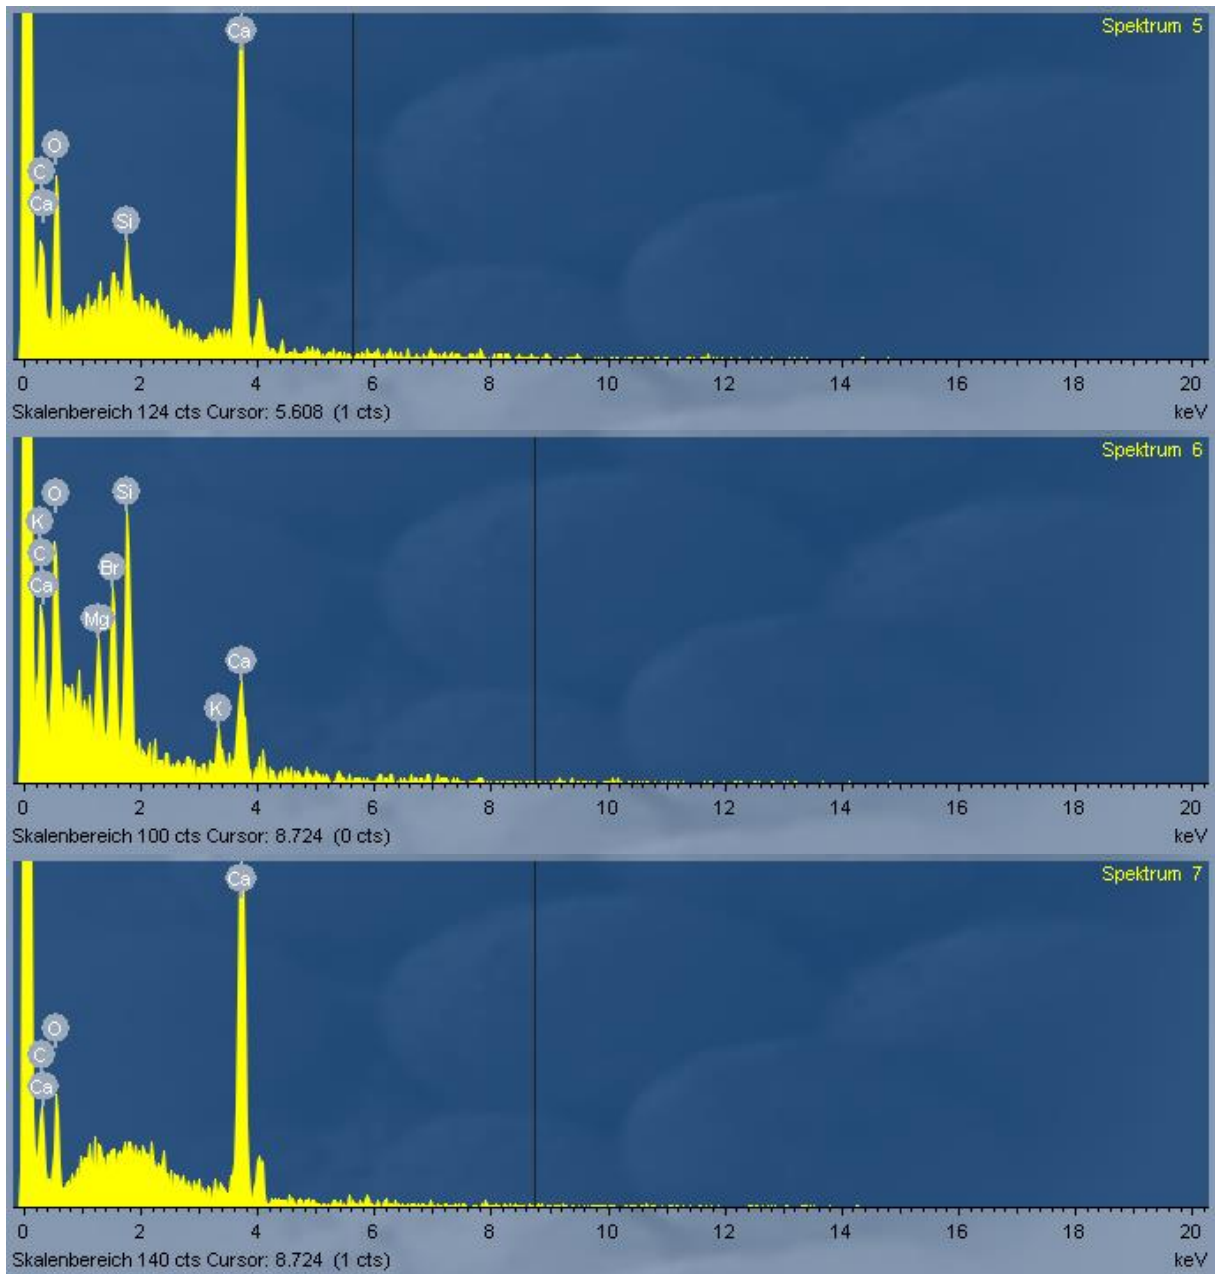 Spektrum 5
Ca
O
C
Ca
Si
0 2 4 6 8 10 12 14 16 18 20
Skalenbereich 124 cts Cursor: 5.608 (1 cts) keV
Spektrum 6
O
Si
K
C
Br
Ca
Mg
Ca
K
0 2 4 6 8 10 12 14 16 18 20
Skalenbereich 100 cts Cursor: 8.724 (0 cts) keV
Spektrum 7
Ca
O
C
Ca
0 2 4 6 8 10 12 14 16 18 20
Skalenbereich 140 cts Cursor: 8.724 (1 cts) keV